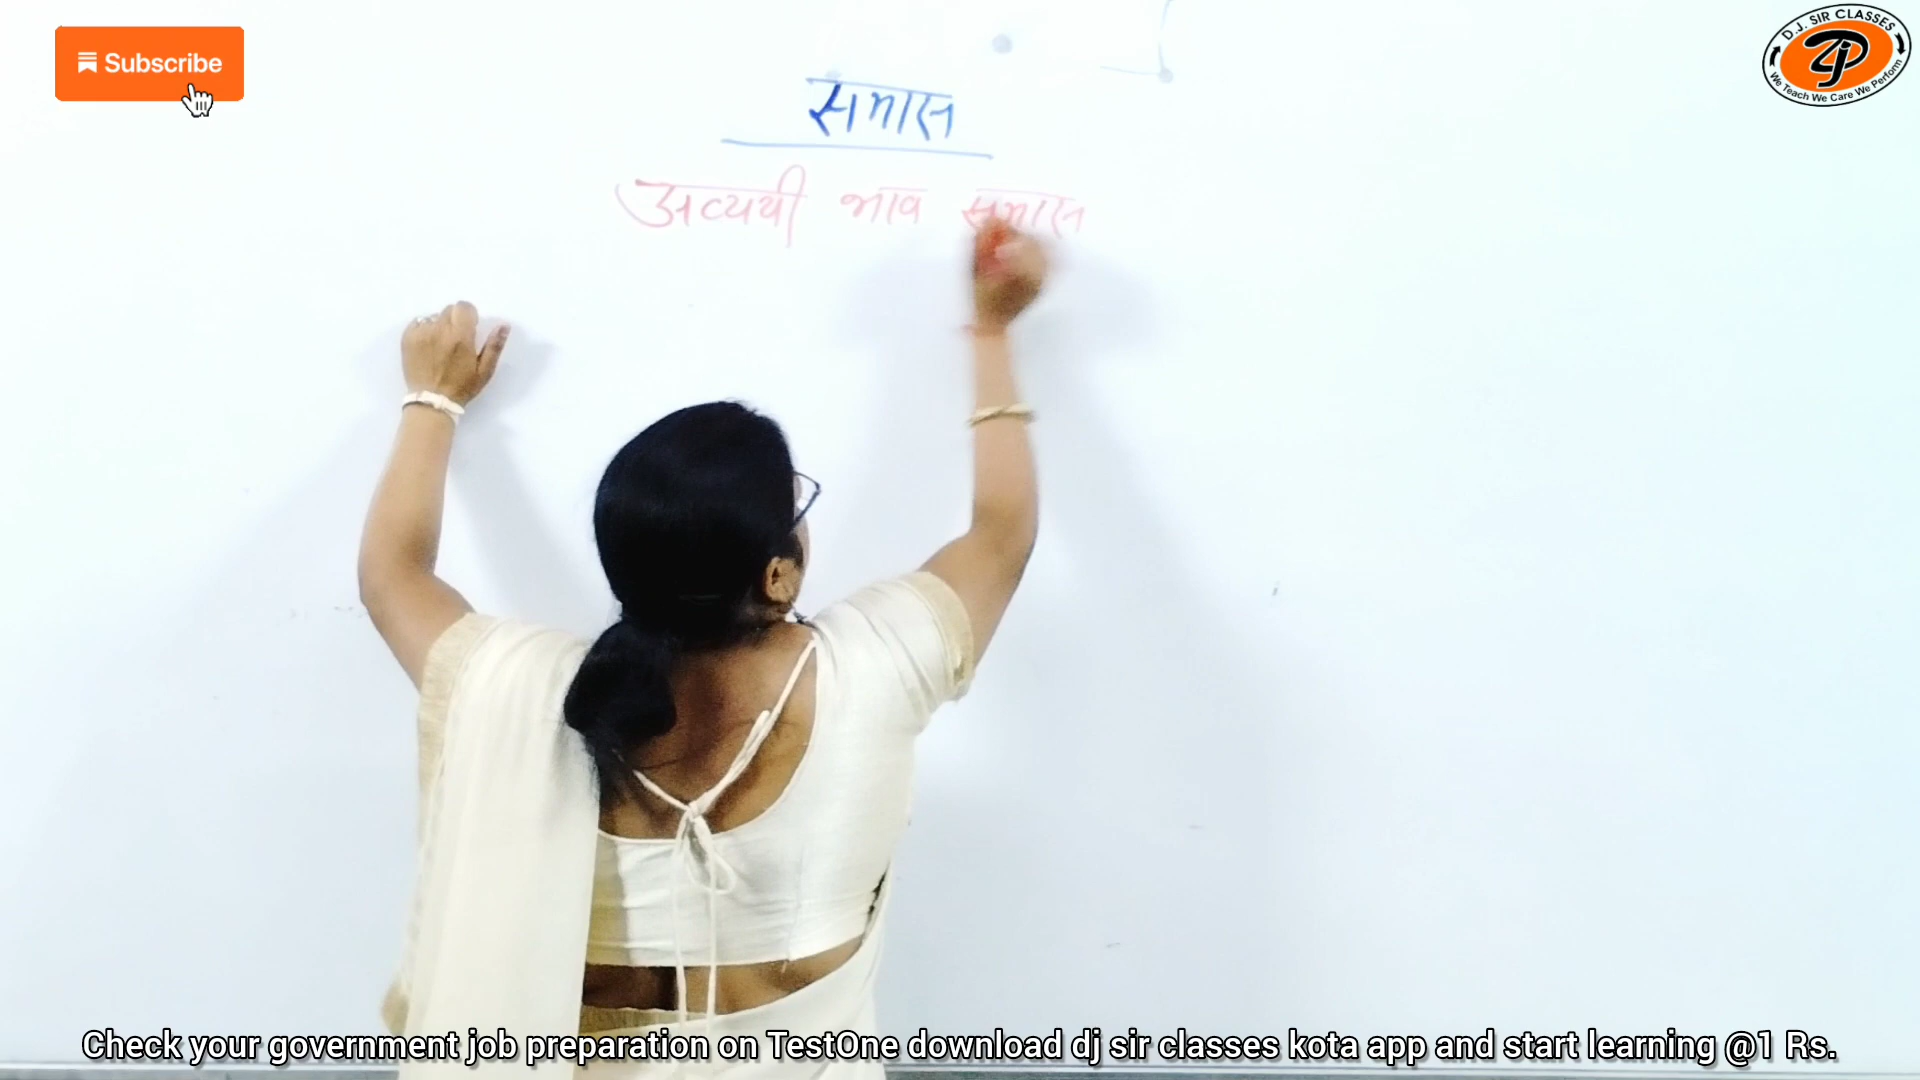 Subscribe
D.J. SIR CLASSES
We Teach We Care We Perform
समास
अव्ययी भाव समास
Check your government job preparation on TestOne download dj sir classes kota app and start learning @1 Rs.